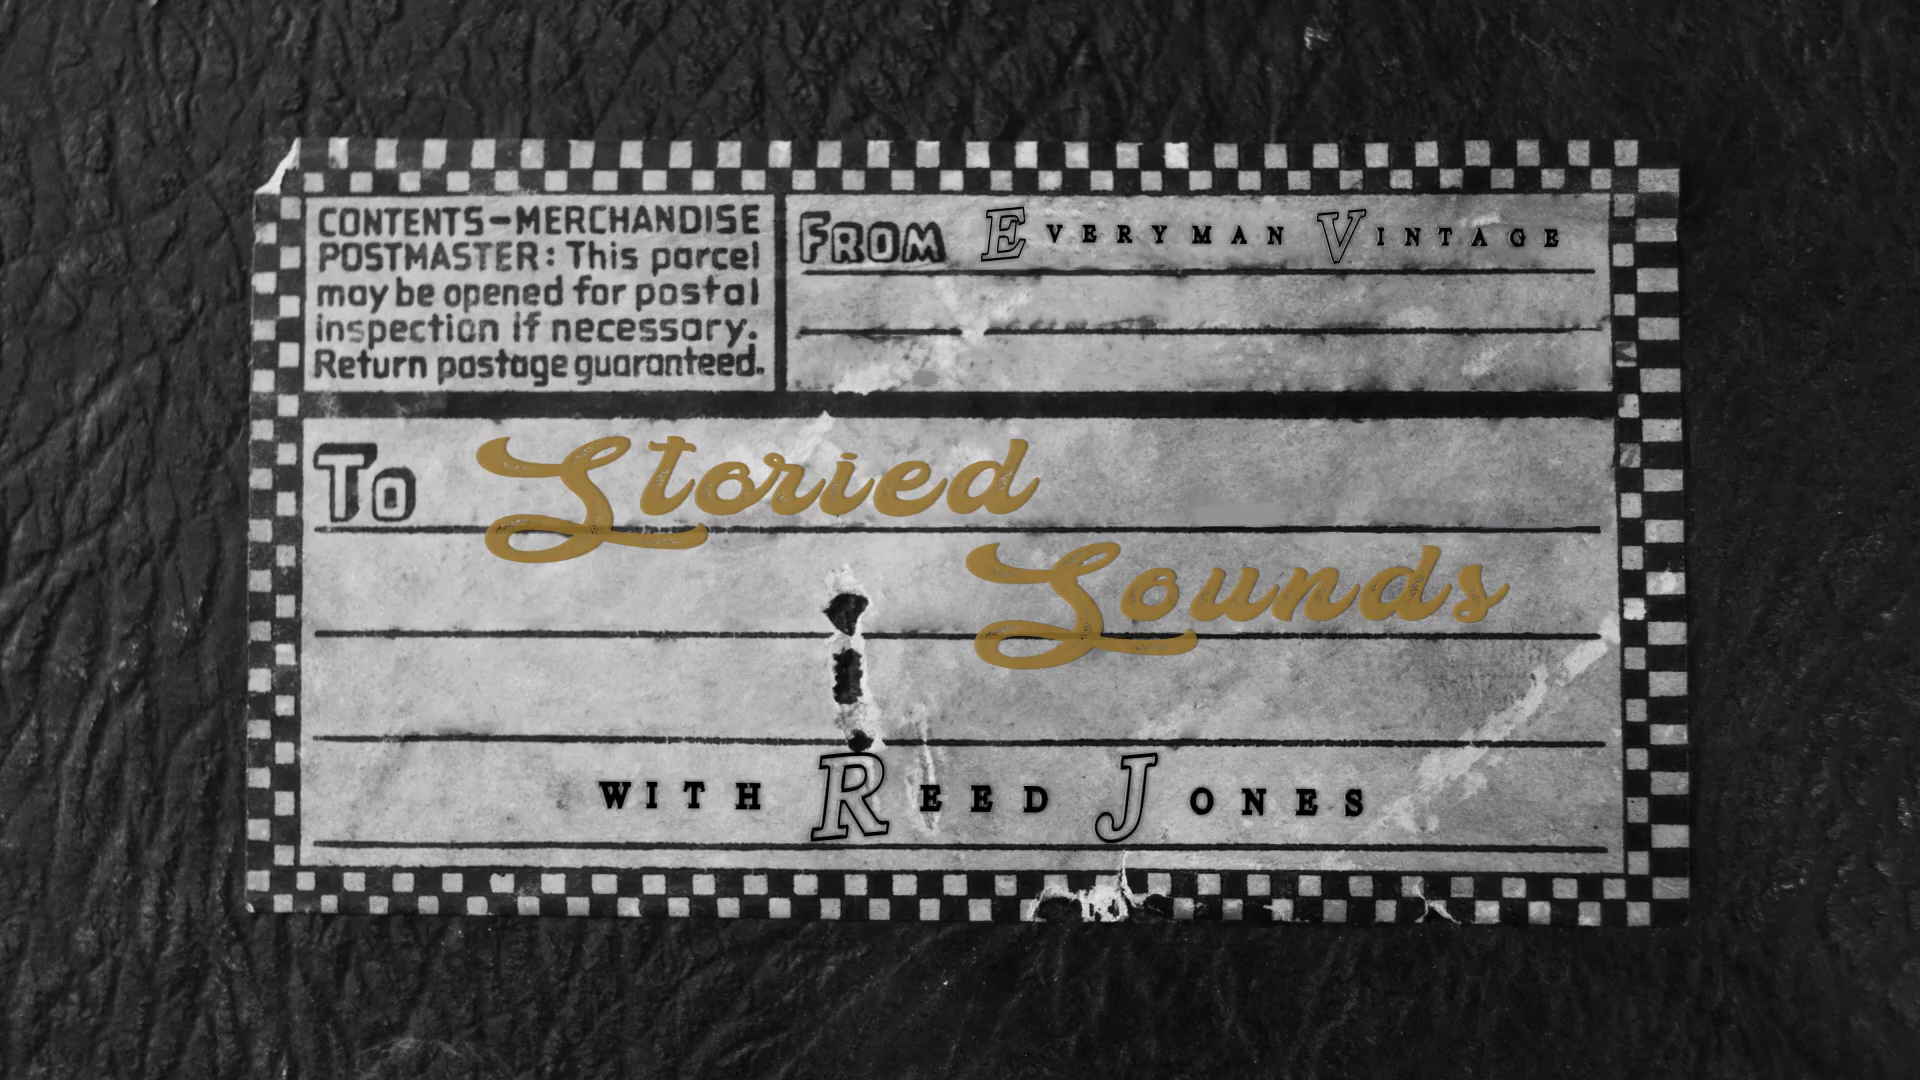 CONTENTS-MERCHANDISE
POSTMASTER: This parcel
may be opened for postal
inspection if necessary.
Return postage guaranteed.
FROM EVERYMAN VINTAGE
To Storied
Sounds
WITH REED JONES